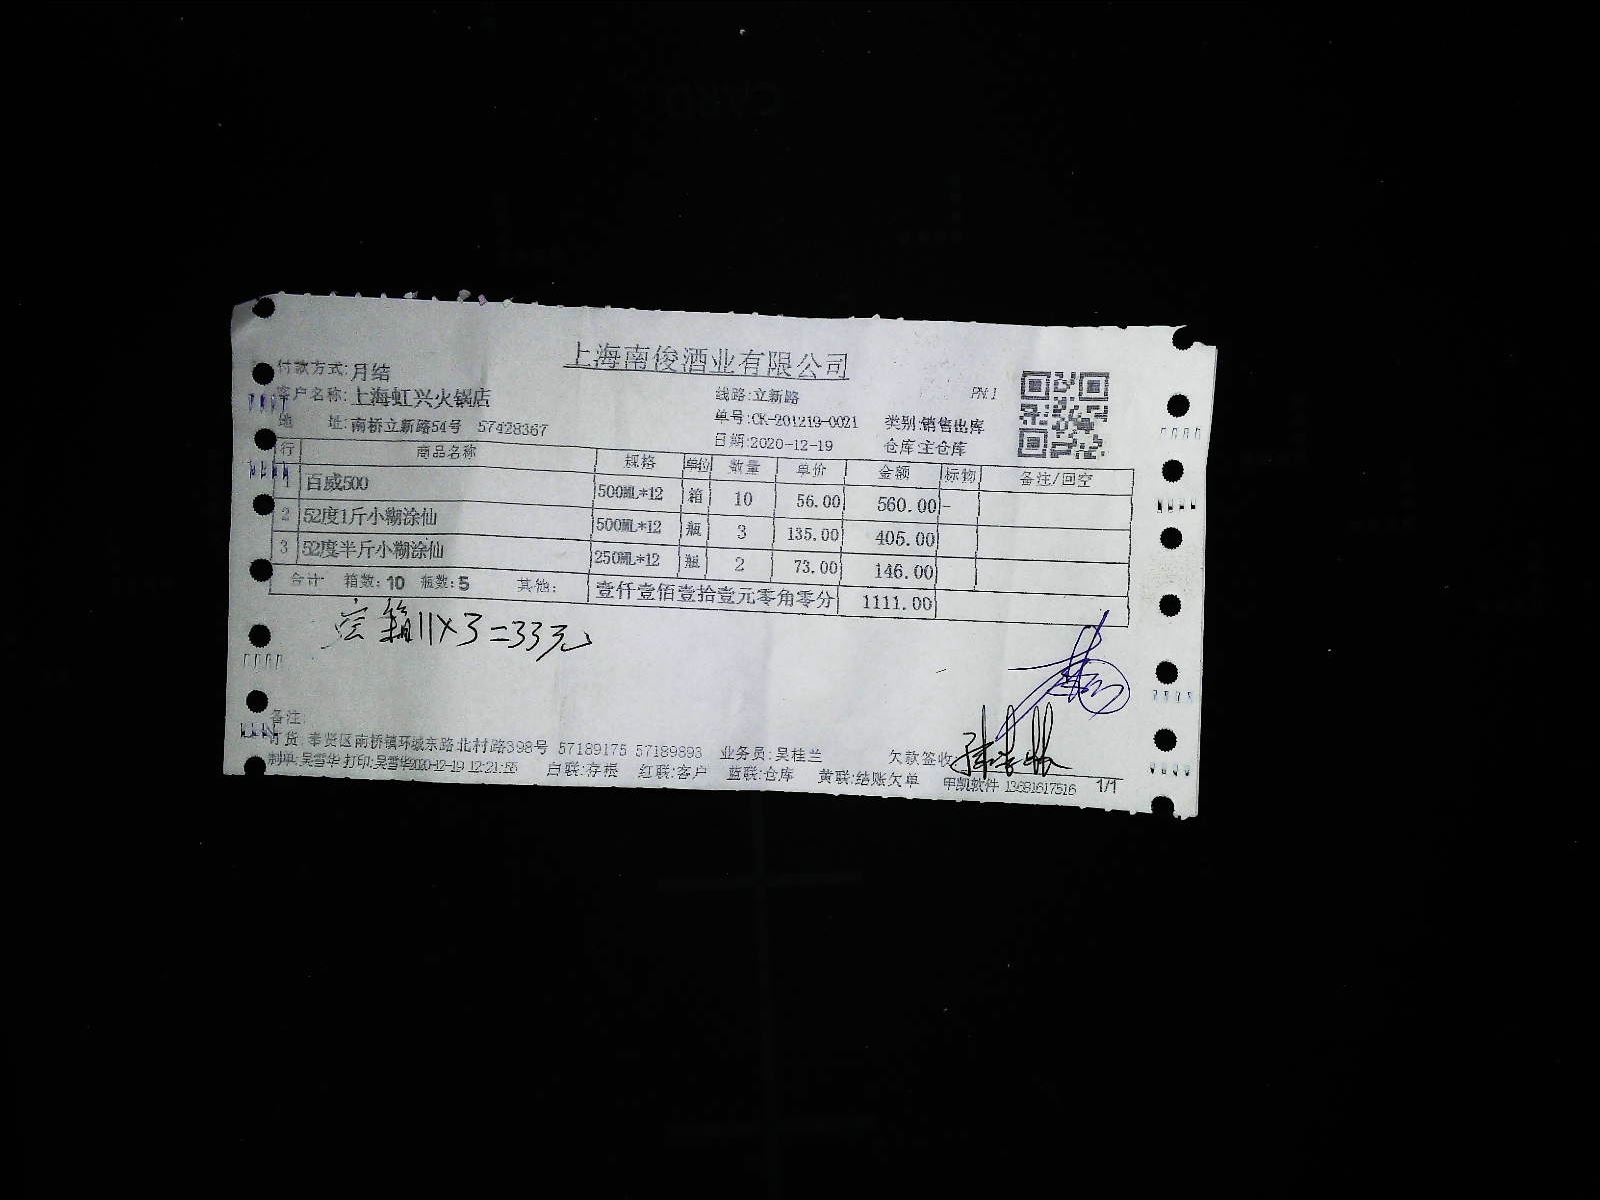 上海南俊酒业有限公司
付款方式:月结
客户名称:上海虹兴火锅店 线路:立新路 PN:1
地 址:南桥立新路54号 57428367 单号:CK-201219-0021 类别:销售出库
日期:2020-12-19 仓库:主仓库
行 商品名称 规格 单位 数量 单价 金额 标物 备注/回空
1 百威500 500ML*12 箱 10 56.00 560.00 -
2 52度1斤小糊涂仙 500ML*12 瓶 3 135.00 405.00
3 52度半斤小糊涂仙 250ML*12 瓶 2 73.00 146.00
合计 箱数:10 瓶数:5 其他: 壹仟壹佰壹拾壹元零角零分 1111.00
空箱11×3=33元
备注:
订货:奉贤区南桥镇环城东路北村路398号 57189175 57189893 业务员:吴桂兰 欠款签收
制单:吴雪华 打印:吴雪华2020-12-19 12:21:56 白联:存根 红联:客户 蓝联:仓库 黄联:结账欠单 甲凯软件 13681617516 1/1